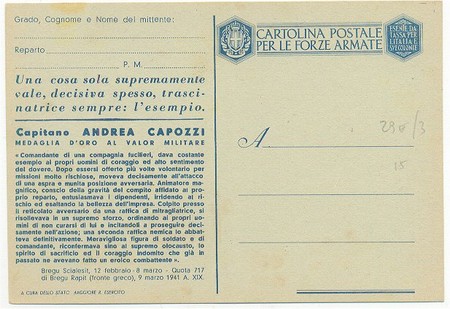 Grado, Cognome e Nome del mittente:
Reparto
P. M.
Una cosa sola supremamente
vale, decisiva spesso, trasci-
natrice sempre: l'esempio.
Capitano ANDREA CAPOZZI
MEDAGLIA D'ORO AL VALOR MILITARE
« Comandante di una compagnia fucilieri, dava costante
esempio ai propri uomini di coraggio ed alto sentimento
del dovere. Dopo essersi offerto più volte volontario per
missioni molto rischiose, moveva decisamente all'attacco
di una aspra e munita posizione avversaria. Animatore ma-
gnifico, conscio della gravità del compito affidato al pro-
prio reparto, entusiasmava i dipendenti, irridendo al ri-
schio ed esaltando la bellezza dell'impresa. Colpito presso
il reticolato avversario da una raffica di mitragliatrice, si
risollevava in un supremo sforzo, ordinando ai propri uo-
mini di non curarsi di lui e incitandoli a proseguire deci-
samente nell'azione; una seconda raffica nemica lo abbat-
teva definitivamente. Meravigliosa figura di soldato e di
comandante, riconfermava sino al supremo olocausto, lo
spirito di sacrificio ed il coraggio indomito che già in
passato ne avevano fatto un eroico combattente ».
Bregu Scialesit, 12 febbraio - 8 marzo - Quota 717
di Bregu Rapit (fronte greco), 9 marzo 1941 A. XIX.
A CURA DELLO STATO MAGGIORE R. ESERCITO
CARTOLINA POSTALE
PER LE FORZE ARMATE
ESENTE DA
TASSA PER
L'ITALIA E
SUE COLONIE
A
15